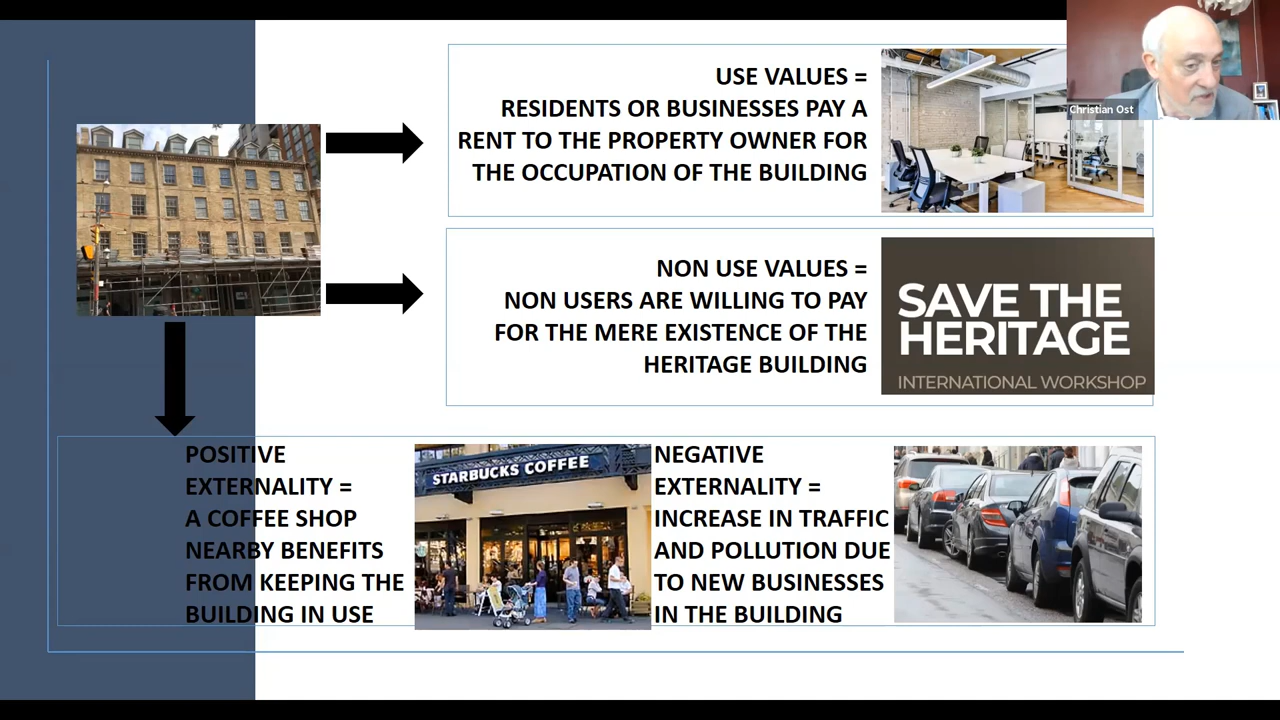 Christian Ost
USE VALUES =
RESIDENTS OR BUSINESSES PAY A
RENT TO THE PROPERTY OWNER FOR
THE OCCUPATION OF THE BUILDING
NON USE VALUES =
NON USERS ARE WILLING TO PAY
FOR THE MERE EXISTENCE OF THE
HERITAGE BUILDING
SAVE THE
HERITAGE
INTERNATIONAL WORKSHOP
POSITIVE
EXTERNALITY =
A COFFEE SHOP
NEARBY BENEFITS
FROM KEEPING THE
BUILDING IN USE
STARBUCKS COFFEE
NEGATIVE
EXTERNALITY =
INCREASE IN TRAFFIC
AND POLLUTION DUE
TO NEW BUSINESSES
IN THE BUILDING